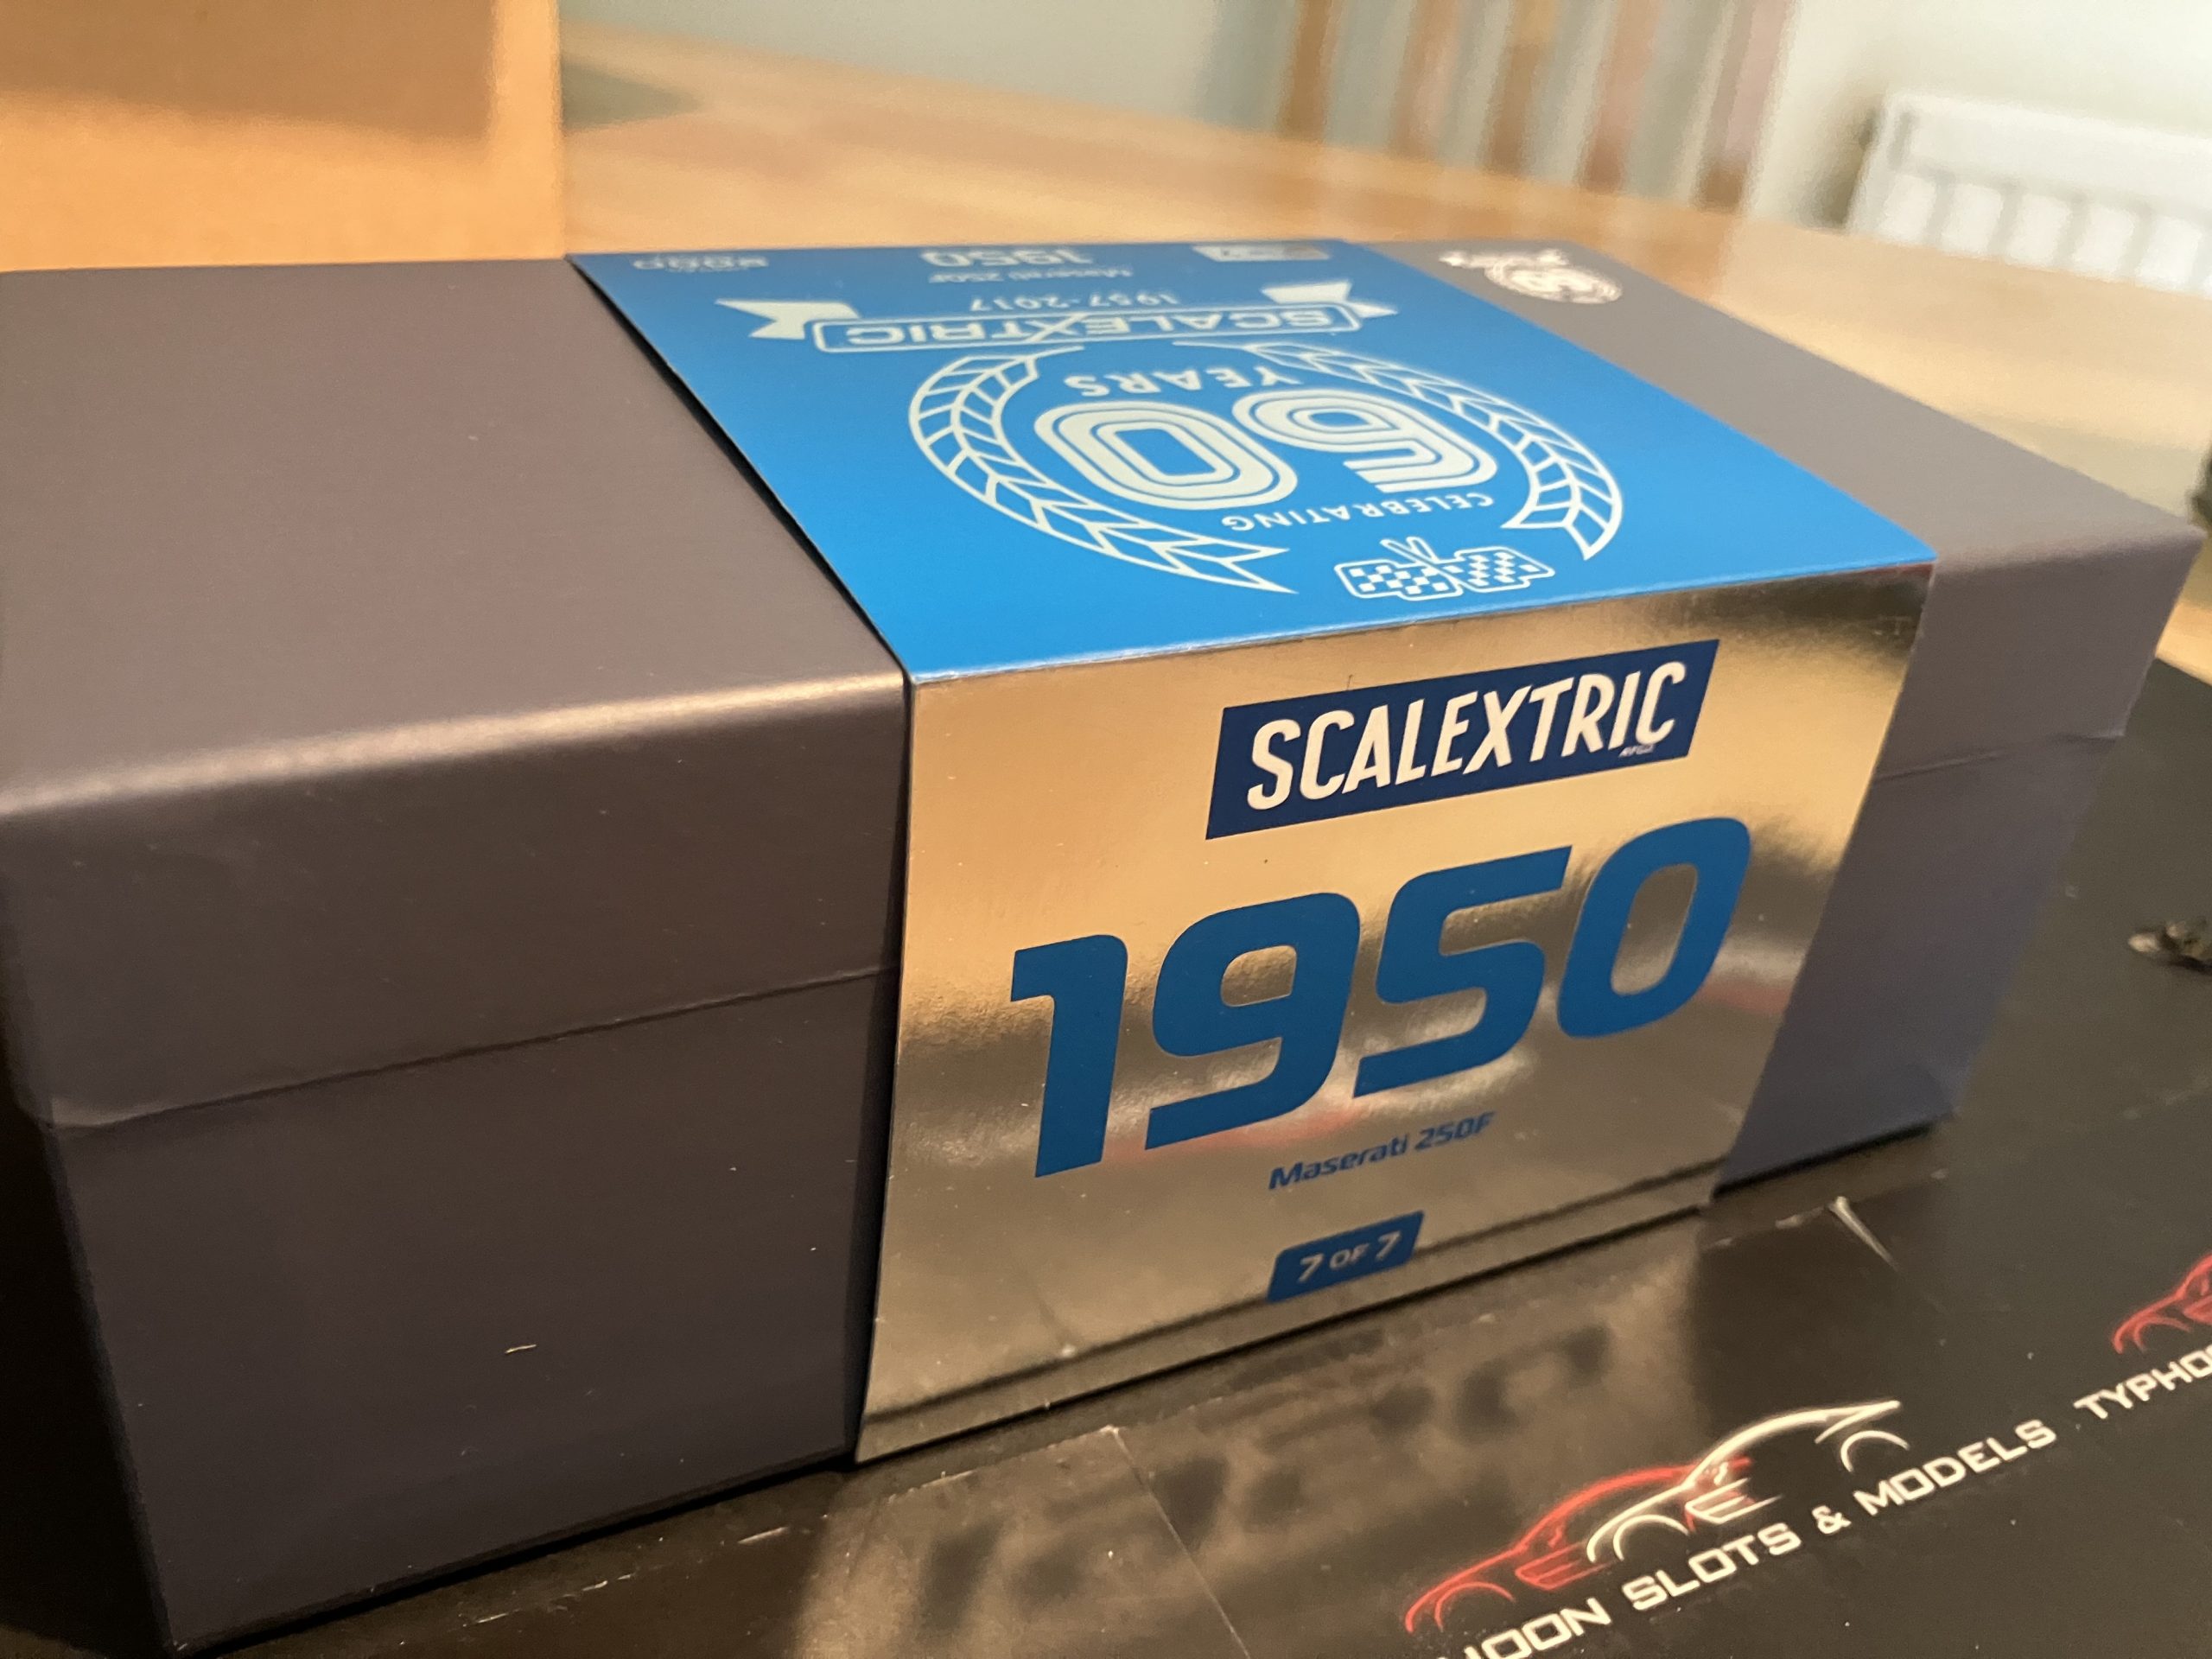 CELEBRATING
60
YEARS
SCALEXTRIC
1957-2017
Maserati 250F
1950
SCALEXTRIC
1950
Maserati 250F
7 OF 7
SLOTS & MODELS